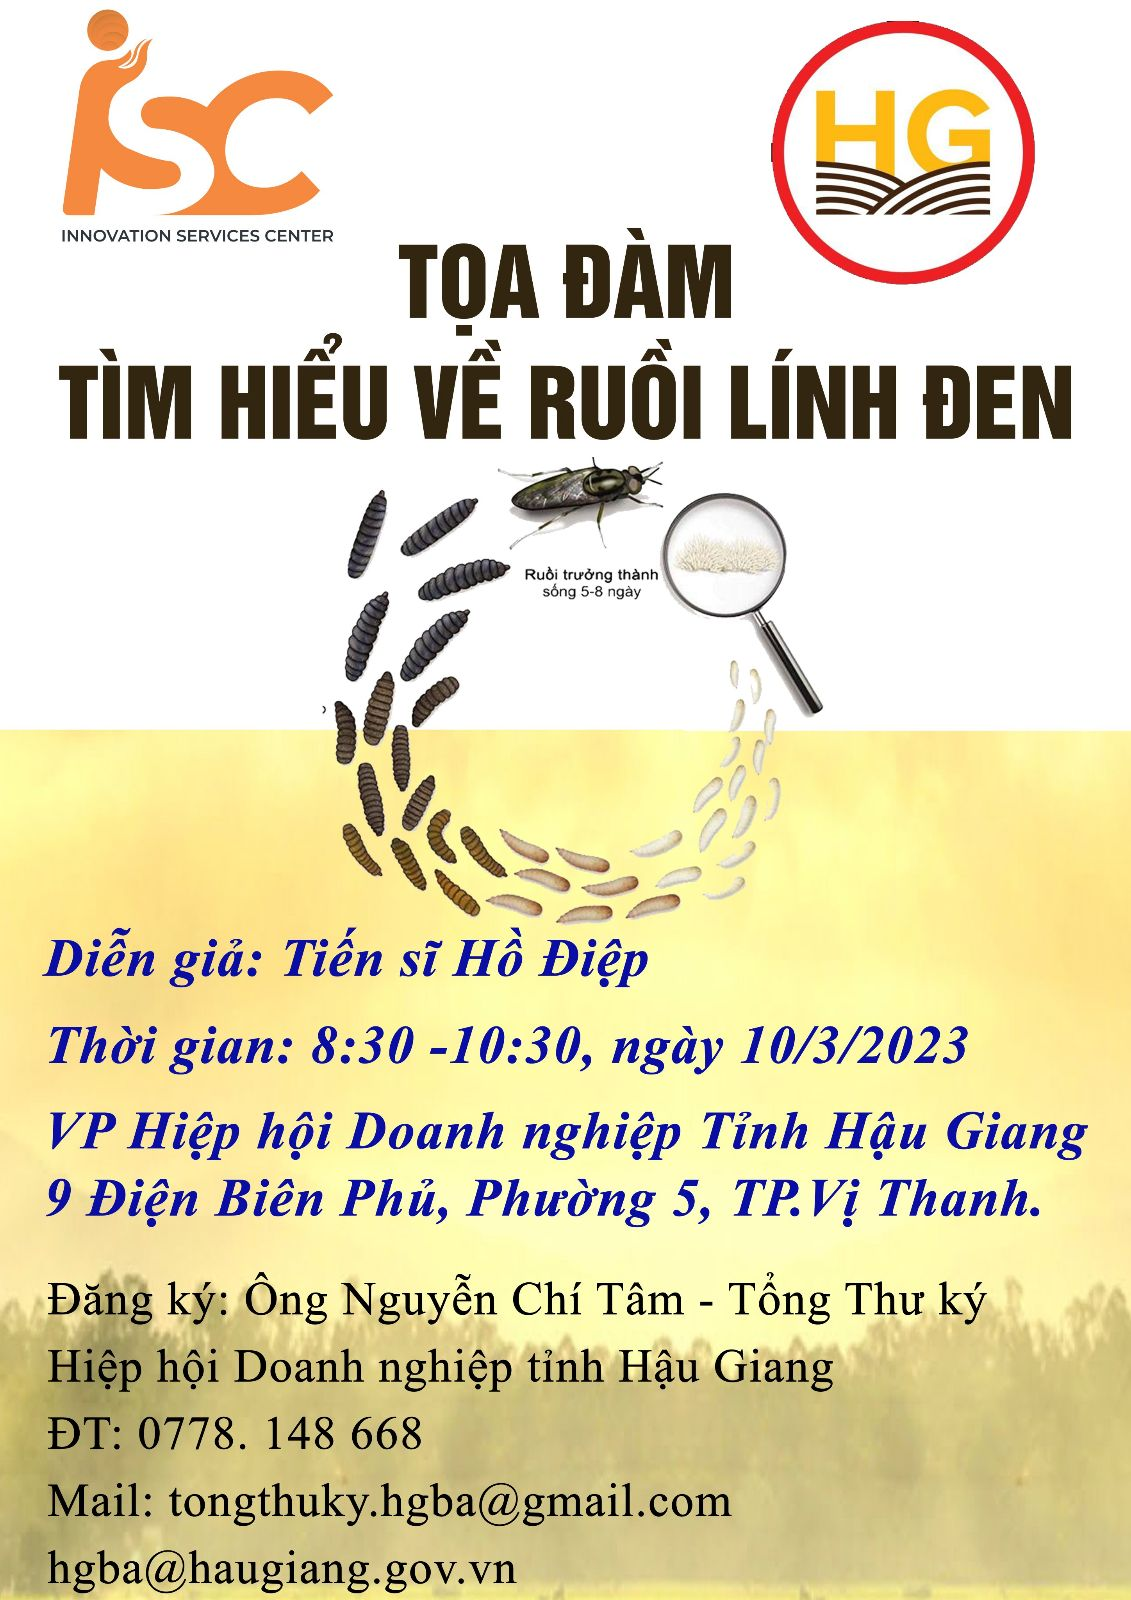 ISC
INNOVATION SERVICES CENTER
HG
TỌA ĐÀM
TÌM HIỂU VỀ RUỒI LÍNH ĐEN
Ruồi trưởng thành
sống 5-8 ngày
Diễn giả: Tiến sĩ Hồ Điệp
Thời gian: 8:30 -10:30, ngày 10/3/2023
VP Hiệp hội Doanh nghiệp Tỉnh Hậu Giang
9 Điện Biên Phủ, Phường 5, TP.Vị Thanh.
Đăng ký: Ông Nguyễn Chí Tâm - Tổng Thư ký
Hiệp hội Doanh nghiệp tỉnh Hậu Giang
ĐT: 0778. 148 668
Mail: tongthuky.hgba@gmail.com
hgba@haugiang.gov.vn